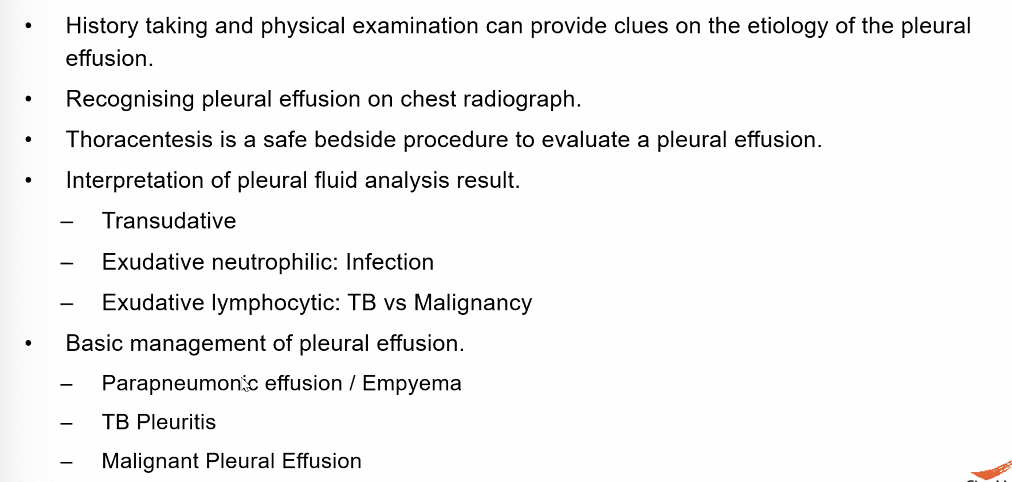 • History taking and physical examination can provide clues on the etiology of the pleural
effusion.
• Recognising pleural effusion on chest radiograph.
• Thoracentesis is a safe bedside procedure to evaluate a pleural effusion.
• Interpretation of pleural fluid analysis result.
– Transudative
– Exudative neutrophilic: Infection
– Exudative lymphocytic: TB vs Malignancy
• Basic management of pleural effusion.
– Parapneumonic effusion / Empyema
– TB Pleuritis
– Malignant Pleural Effusion